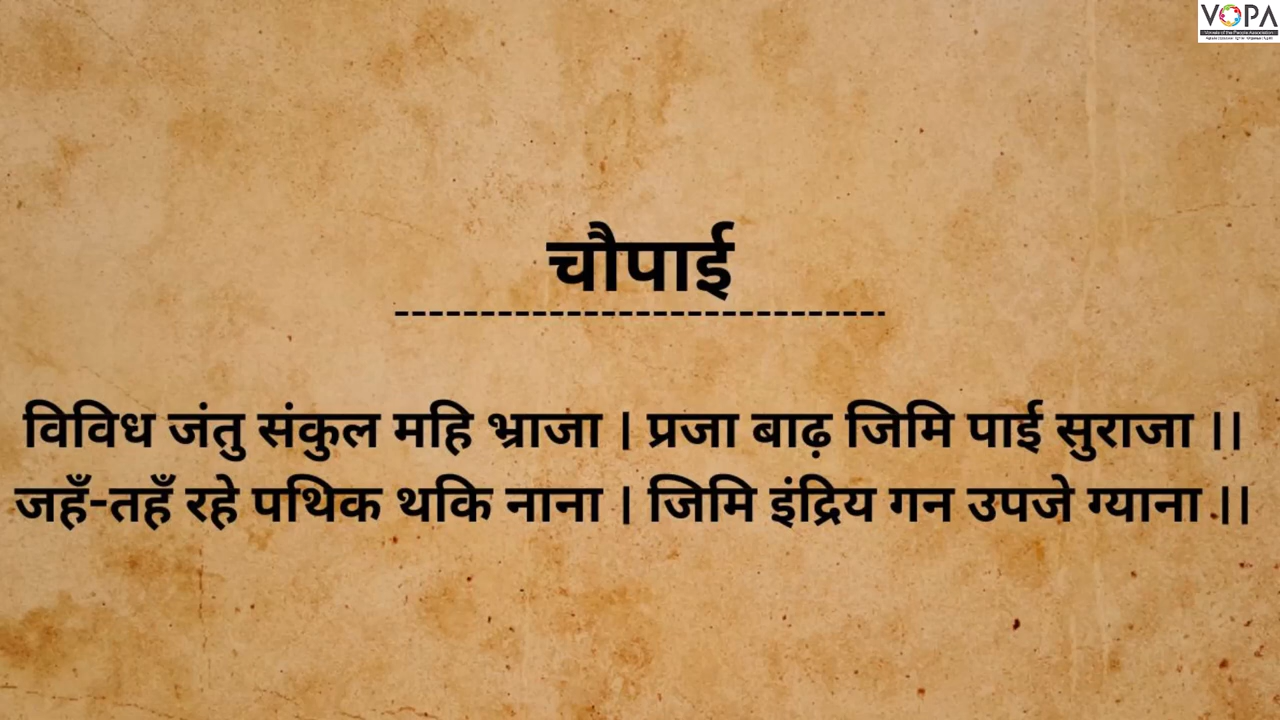 VOPA
चौपाई
विविध जंतु संकुल महि भ्राजा | प्रजा बाढ़ जिमि पाई सुराजा ||
जहँ-तहँ रहे पथिक थकि नाना | जिमि इंद्रिय गन उपजे ग्याना ||